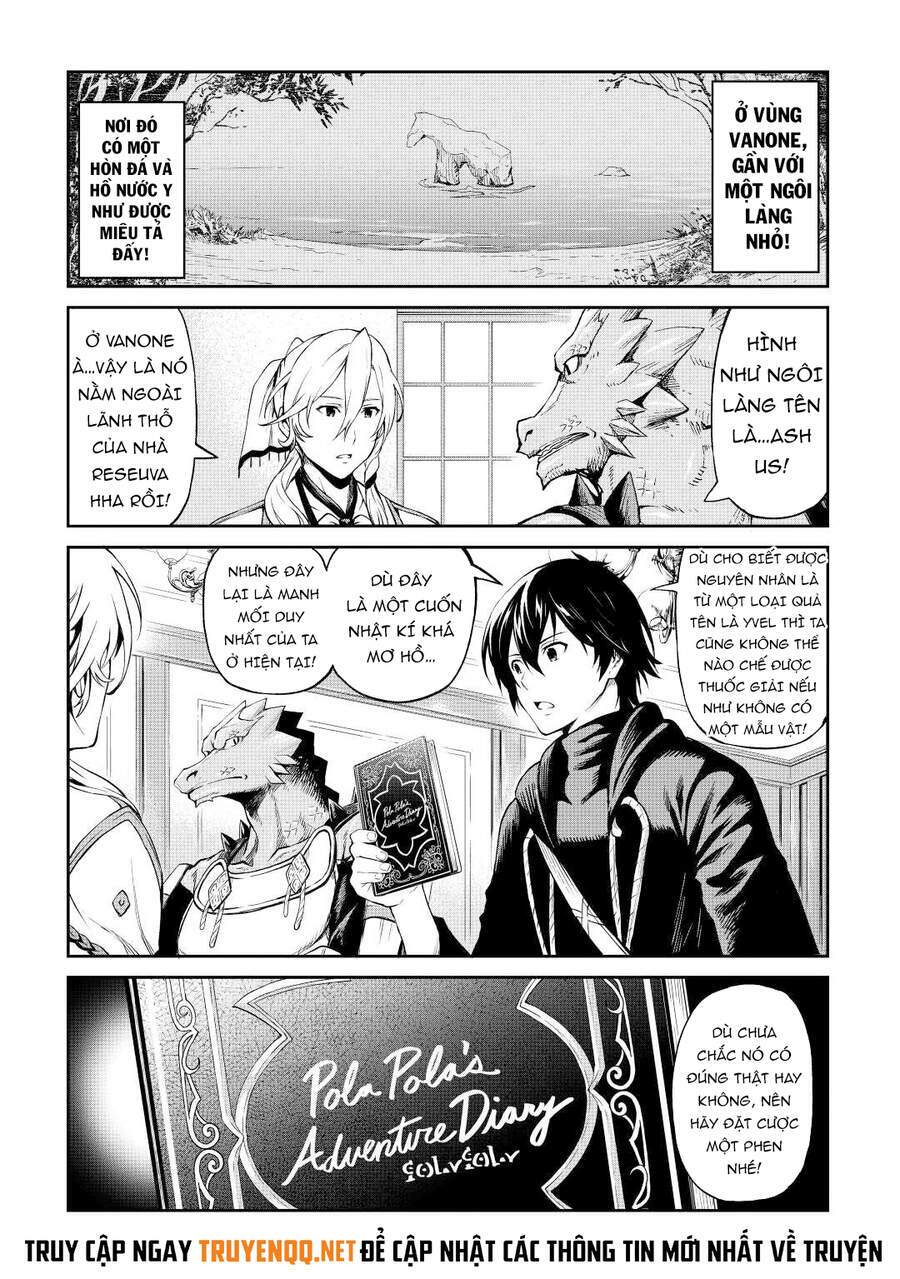 Ở VÙNG
VANONE,
GẦN VỚI
MỘT NGÔI
LÀNG
NHỎ!
NƠI ĐÓ
CÓ MỘT
HÒN ĐÁ VÀ
HỒ NƯỚC Y
NHƯ ĐƯỢC
MIÊU TẢ
ĐẤY!
HÌNH
NHƯ NGÔI
LÀNG TÊN
LÀ...ASH
US!
Ở VANONE
À...VẬY LÀ NÓ
NẰM NGOÀI
LÃNH THỔ
CỦA NHÀ
RESEUVA
HHA RỒI!
DÙ CHO BIẾT ĐƯỢC
NGUYÊN NHÂN LÀ
TỪ MỘT LOẠI QUẢ
TÊN LÀ YVEL THÌ TA
CŨNG KHÔNG THỂ
NÀO CHẾ ĐƯỢC
THUỐC GIẢI NẾU
NHƯ KHÔNG CÓ
MỘT MẪU VẬT!
DÙ ĐÂY
LÀ MỘT CUỐN
NHẬT KÍ KHÁ
MƠ HỒ...
NHƯNG ĐÂY
LẠI LÀ MANH
MỐI DUY
NHẤT CỦA TA
Ở HIỆN TẠI!
Pola Pola's
Adventure Diary
DÙ CHƯA
CHẮC NÓ CÓ
ĐÚNG THẬT HAY
KHÔNG, NÊN
HÃY ĐẶT CƯỢC
MỘT PHEN
NHÉ!
Pola Pola's
Adventure Diary
TRUY CẬP NGAY TRUYENQQ.NET ĐỂ CẬP NHẬT CÁC THÔNG TIN MỚI NHẤT VỀ TRUYỆN